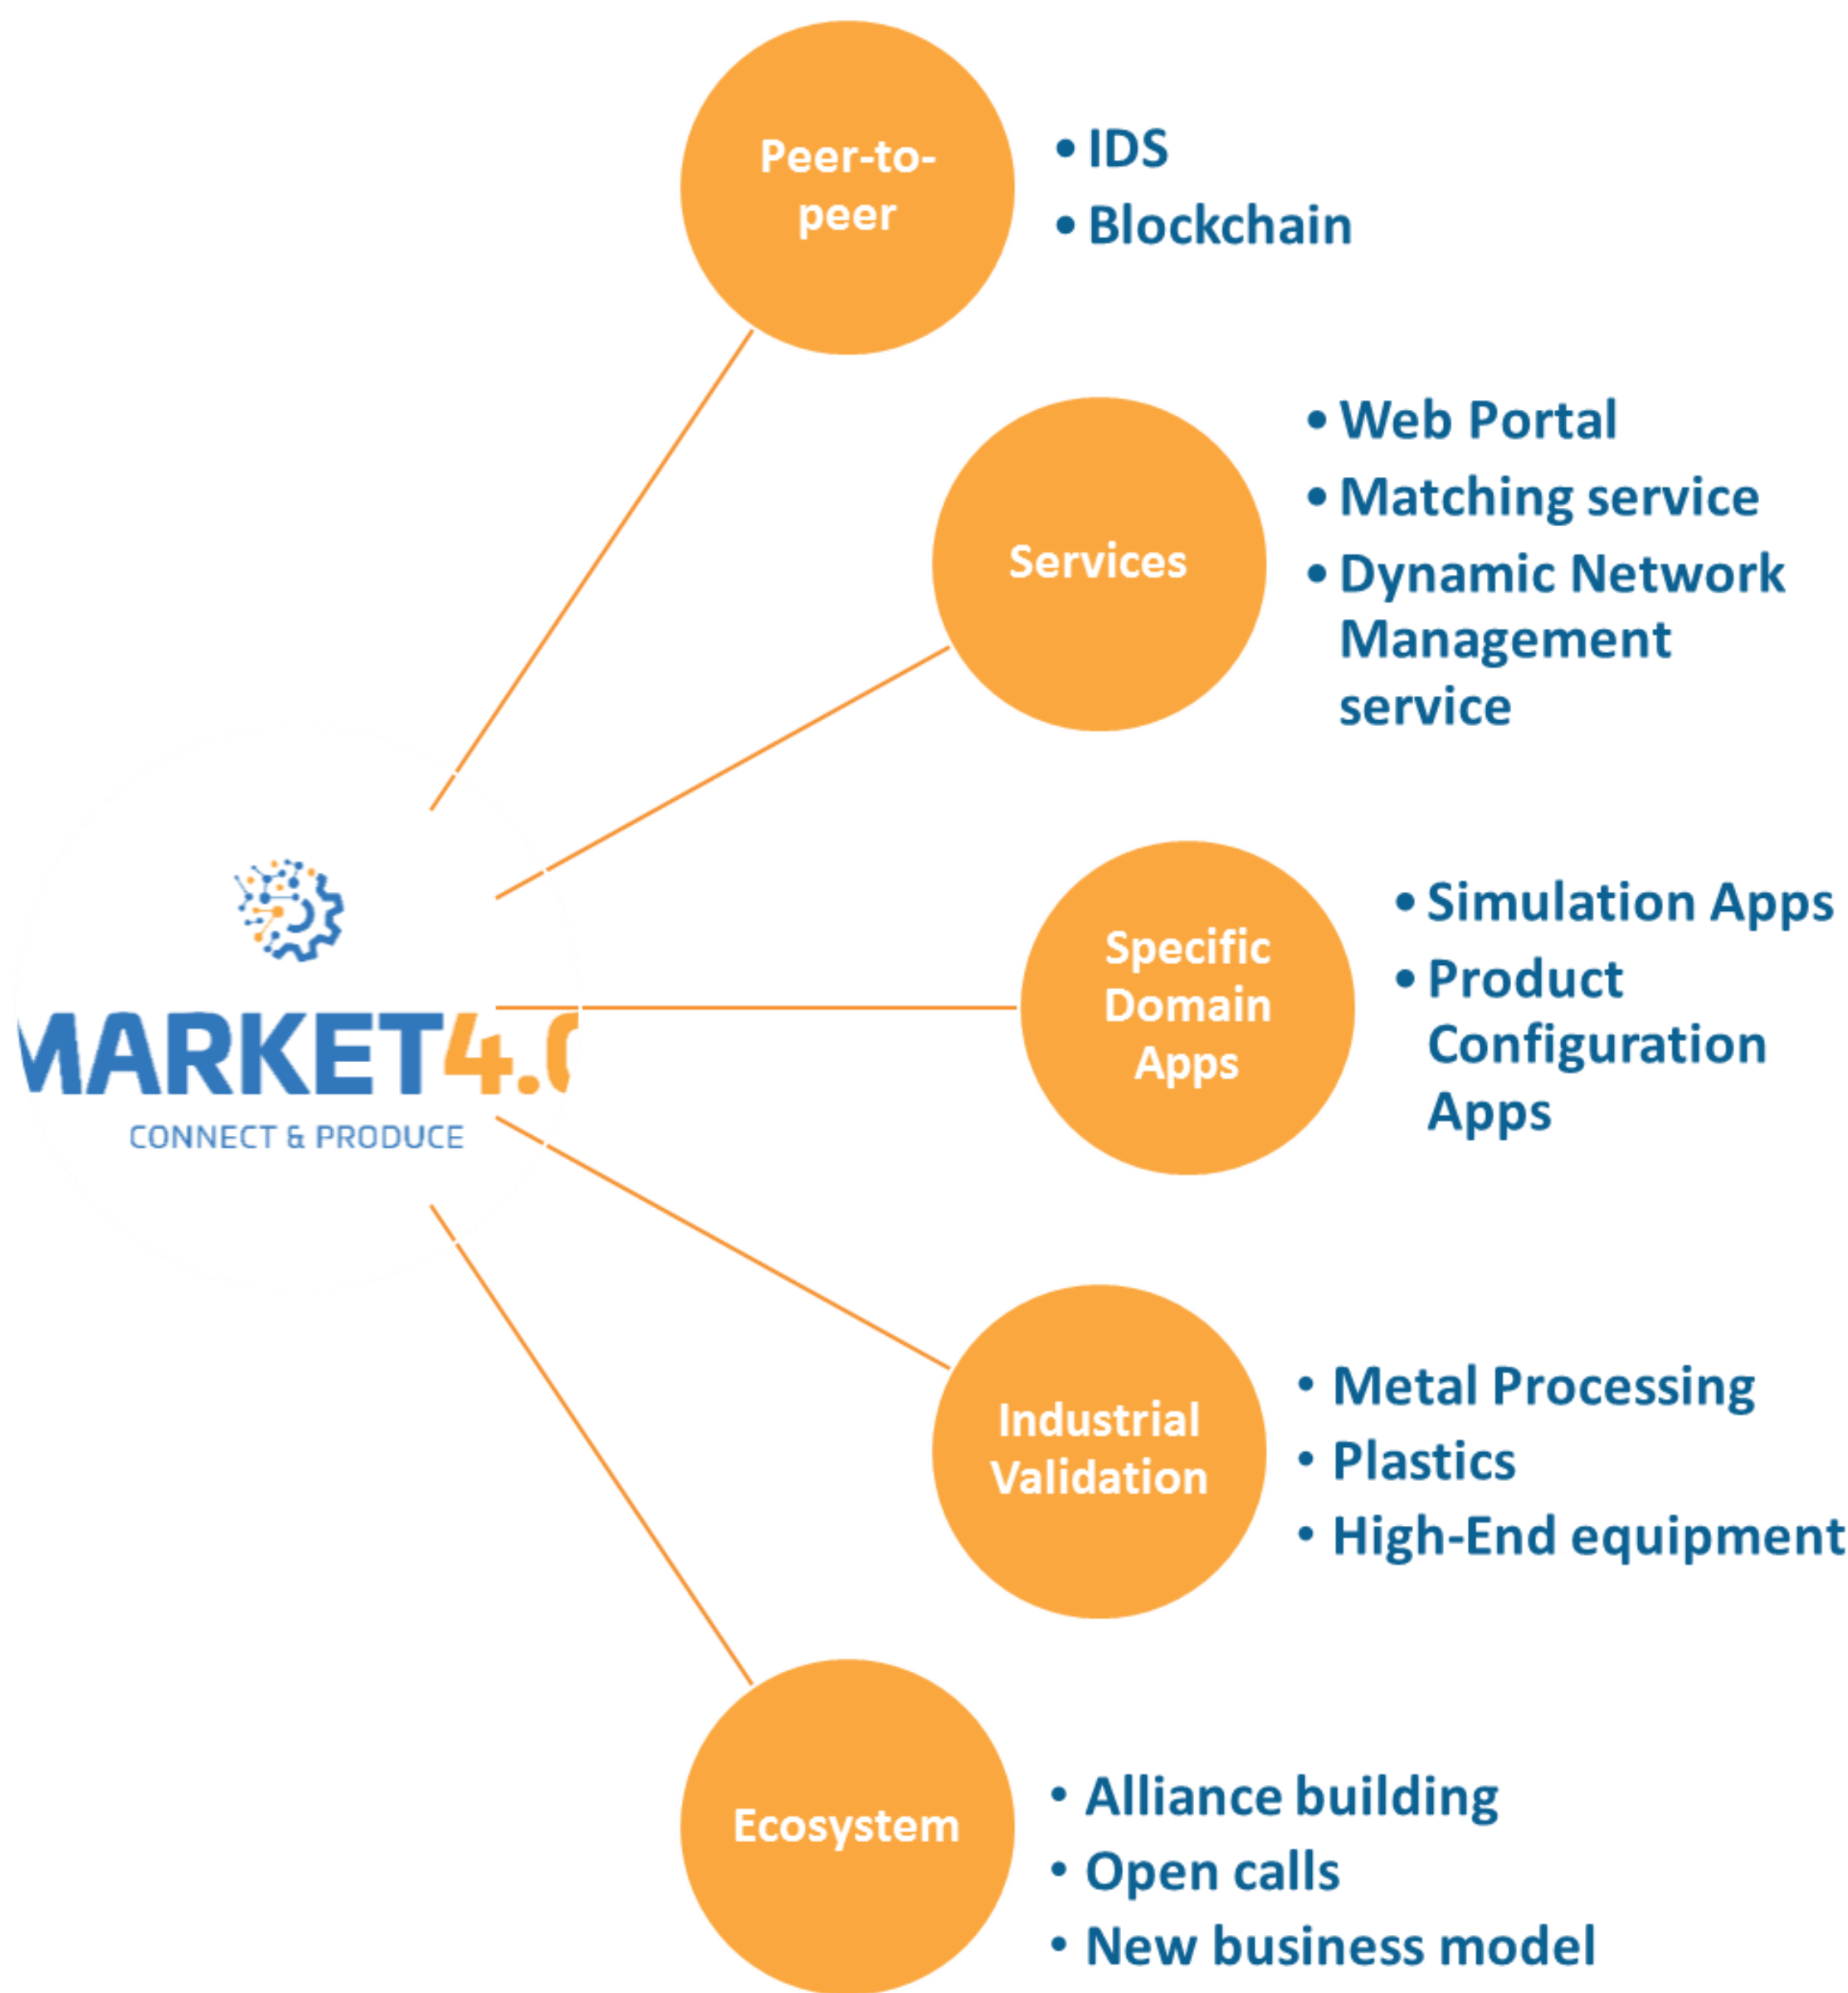 Peer-to-
peer
• IDS
• Blockchain
Services
• Web Portal
• Matching service
• Dynamic Network
Management
service
MARKET4.0
CONNECT & PRODUCE
Specific
Domain
Apps
• Simulation Apps
• Product
Configuration
Apps
Industrial
Validation
• Metal Processing
• Plastics
• High-End equipment
Ecosystem
• Alliance building
• Open calls
• New business model